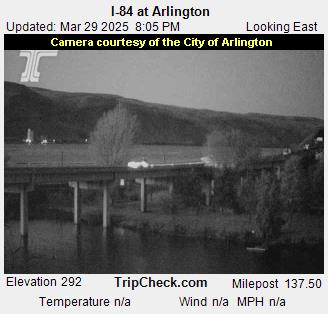 I-84 at Arlington
Updated: Mar 29 2025 8:05 PM Looking East
Camera courtesy of the City of Arlington
Elevation 292 TripCheck.com Milepost 137.50
Temperature n/a Wind n/a MPH n/a